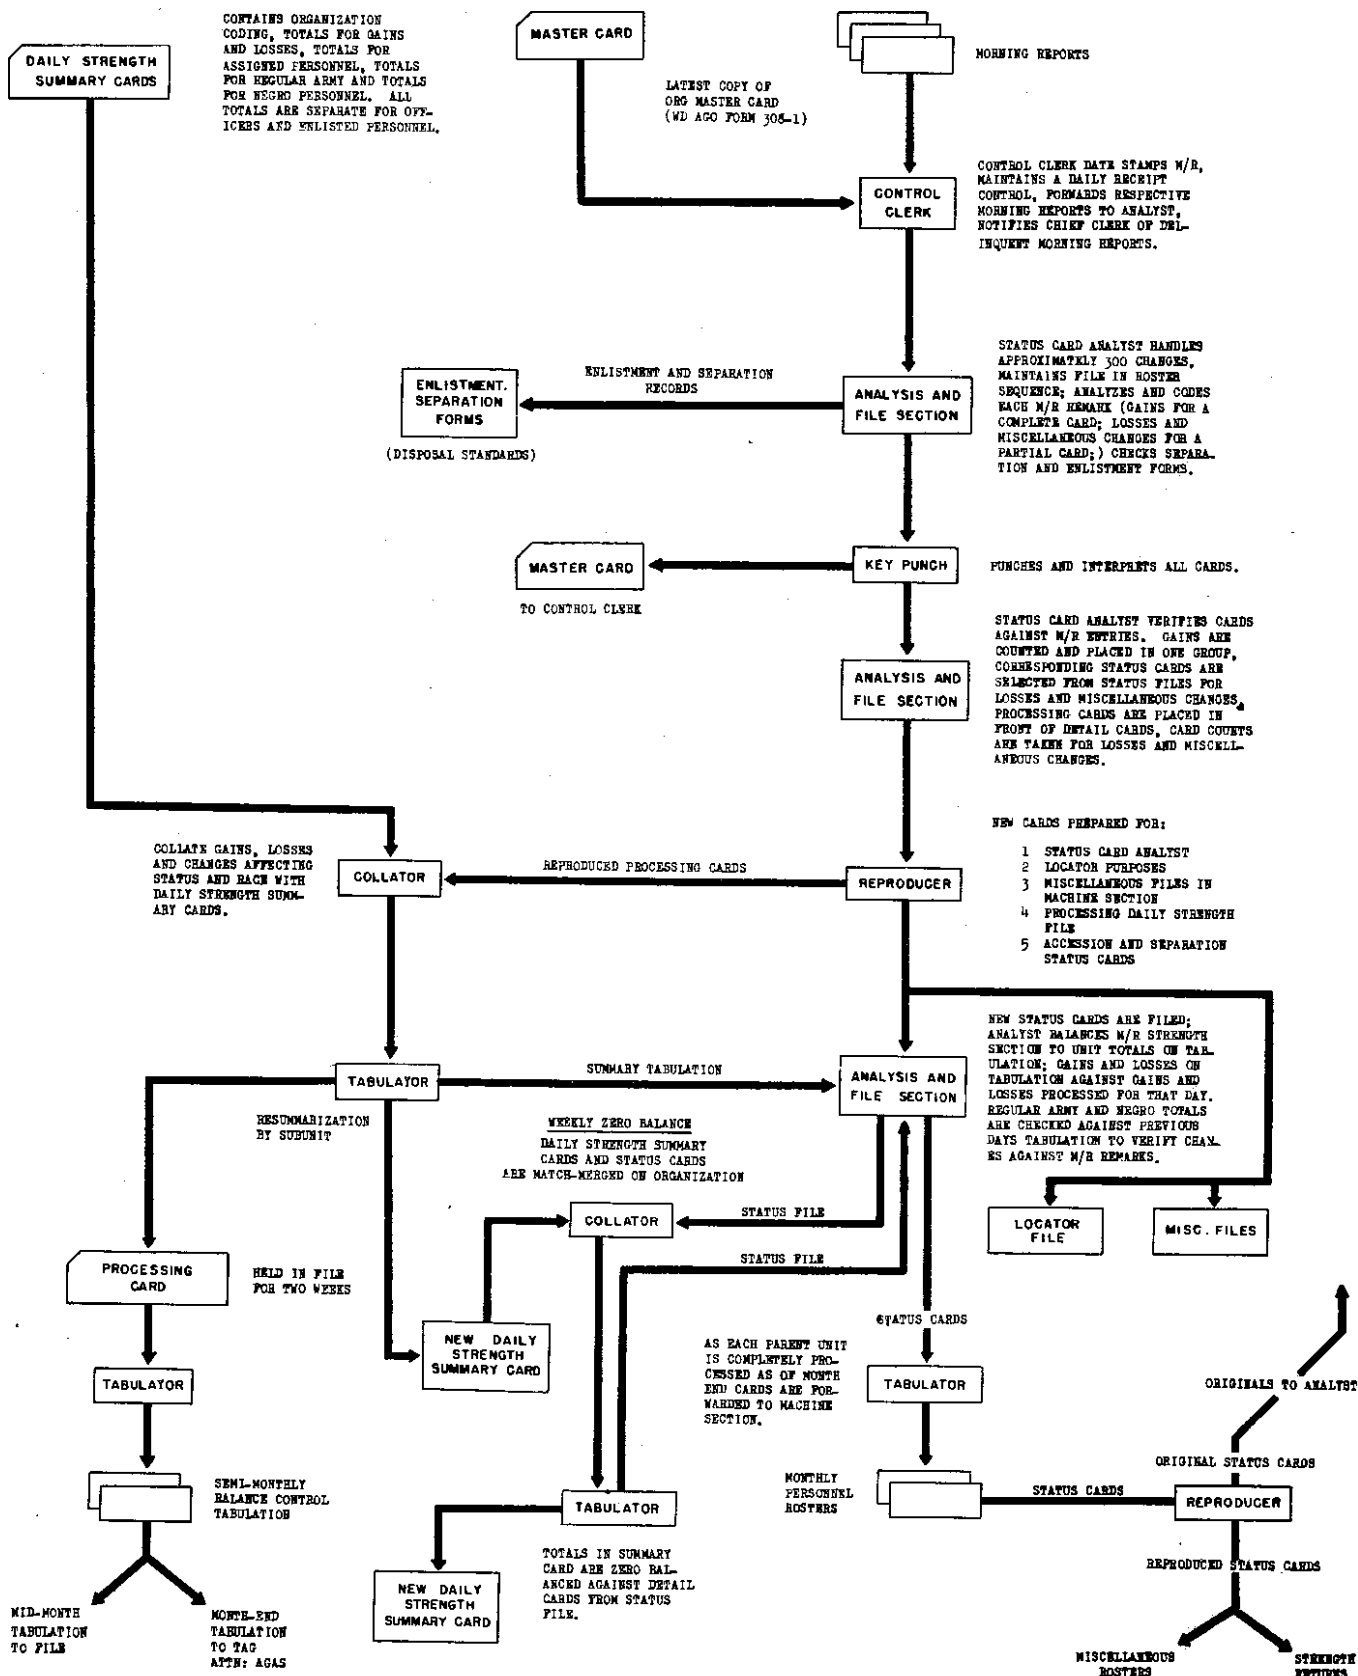 DAILY STRENGTH
SUMMARY CARDS
CONTAINS ORGANIZATION
CODING, TOTALS FOR GAINS
AND LOSSES, TOTALS FOR
ASSIGNED PERSONNEL, TOTALS
FOR REGULAR ARMY AND TOTALS
FOR NEGRO PERSONNEL. ALL
TOTALS ARE SEPARATE FOR OFF-
ICERS AND ENLISTED PERSONNEL.
MASTER CARD
LATEST COPY OF
ORG MASTER CARD
(WD AGO FORM 308-1)
MORNING REPORTS
CONTROL
CLERK
CONTROL CLERK DATE STAMPS M/R,
MAINTAINS A DAILY RECEIPT
CONTROL, FORWARDS RESPECTIVE
MORNING REPORTS TO ANALYST,
NOTIFIES CHIEF CLERK OF DEL-
INQUENT MORNING REPORTS.
ENLISTMENT.
SEPARATION
FORMS
(DISPOSAL STANDARDS)
ENLISTMENT AND SEPARATION
RECORDS
ANALYSIS AND
FILE SECTION
STATUS CARD ANALYST HANDLES
APPROXIMATELY 300 CHANGES,
MAINTAINS FILE IN ROSTER
SEQUENCE; ANALYZES AND CODES
EACH M/R REMARK (GAINS FOR A
COMPLETE CARD; LOSSES AND
MISCELLANEOUS CHANGES FOR A
PARTIAL CARD;) CHECKS SEPARA-
TION AND ENLISTMENT FORMS.
MASTER CARD
TO CONTROL CLERK
KEY PUNCH
PUNCHES AND INTERPRETS ALL CARDS.
ANALYSIS AND
FILE SECTION
STATUS CARD ANALYST VERIFIES CARDS
AGAINST M/R ENTRIES. GAINS ARE
COUNTED AND PLACED IN ONE GROUP,
CORRESPONDING STATUS CARDS ARE
SELECTED FROM STATUS FILES FOR
LOSSES AND MISCELLANEOUS CHANGES,
PROCESSING CARDS ARE PLACED IN
FRONT OF DETAIL CARDS, CARD COUNTS
ARE TAKEN FOR LOSSES AND MISCELL-
ANEOUS CHANGES.
COLLATE GAINS, LOSSES
AND CHANGES AFFECTING
STATUS AND RACE WITH
DAILY STRENGTH SUMM-
ARY CARDS.
COLLATOR
REPRODUCED PROCESSING CARDS
REPRODUCER
NEW CARDS PREPARED FOR:
1 STATUS CARD ANALYST
2 LOCATOR PURPOSES
3 MISCELLANEOUS FILES IN
MACHINE SECTION
4 PROCESSING DAILY STRENGTH
FILE
5 ACCESSION AND SEPARATION
STATUS CARDS
TABULATOR
SUMMARY TABULATION
ANALYSIS AND
FILE SECTION
NEW STATUS CARDS ARE FILED;
ANALYST BALANCES M/R STRENGTH
SECTION TO UNIT TOTALS ON TAB-
ULATION; GAINS AND LOSSES ON
TABULATION AGAINST GAINS AND
LOSSES PROCESSED FOR THAT DAY.
REGULAR ARMY AND NEGRO TOTALS
ARE CHECKED AGAINST PREVIOUS
DAYS TABULATION TO VERIFY CHAN-
ES AGAINST M/R REMARKS.
RESUMMARIZATION
BY SUBUNIT
WEEKLY ZERO BALANCE
DAILY STRENGTH SUMMARY
CARDS AND STATUS CARDS
ARE MATCH-MERGED ON ORGANIZATION
COLLATOR
STATUS FILE
STATUS FILE
LOCATOR
FILE
MISC. FILES
PROCESSING
CARD
HELD IN FILE
FOR TWO WEEKS
NEW DAILY
STRENGTH
SUMMARY CARD
STATUS CARDS
AS EACH PARENT UNIT
IS COMPLETELY PRO-
CESSED AS OF MONTH
END CARDS ARE FOR-
WARDED TO MACHINE
SECTION.
TABULATOR
TABULATOR
ORIGINALS TO ANALYST
ORIGINAL STATUS CARDS
SEMI-MONTHLY
BALANCE CONTROL
TABULATION
TABULATOR
MONTHLY
PERSONNEL
ROSTERS
STATUS CARDS
REPRODUCER
REPRODUCED STATUS CARDS
NEW DAILY
STRENGTH
SUMMARY CARD
TOTALS IN SUMMARY
CARD ARE ZERO BAL-
ANCED AGAINST DETAIL
CARDS FROM STATUS
FILE.
MID-MONTH
TABULATION
TO FILE
MONTH-END
TABULATION
TO TAG
ATTN: AGAS
MISCELLANEOUS
ROSTERS
STRENGTH
RETURNS